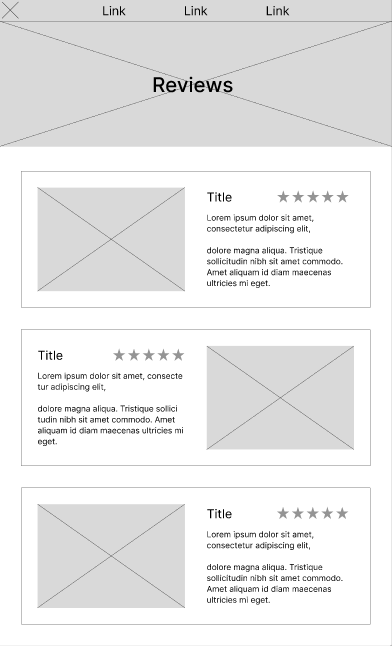 Link Link Link
Reviews
Title
Lorem ipsum dolor sit amet,
consectetur adipiscing elit,
dolore magna aliqua. Tristique
sollicitudin nibh sit amet commodo.
Amet aliquam id diam maecenas
ultricies mi eget.
Title
Lorem ipsum dolor sit amet, consecte
tur adipiscing elit,
dolore magna aliqua. Tristique sollici
tudin nibh sit amet commodo. Amet
aliquam id diam maecenas ultricies mi
eget.
Title
Lorem ipsum dolor sit amet,
consectetur adipiscing elit,
dolore magna aliqua. Tristique
sollicitudin nibh sit amet commodo.
Amet aliquam id diam maecenas
ultricies mi eget.